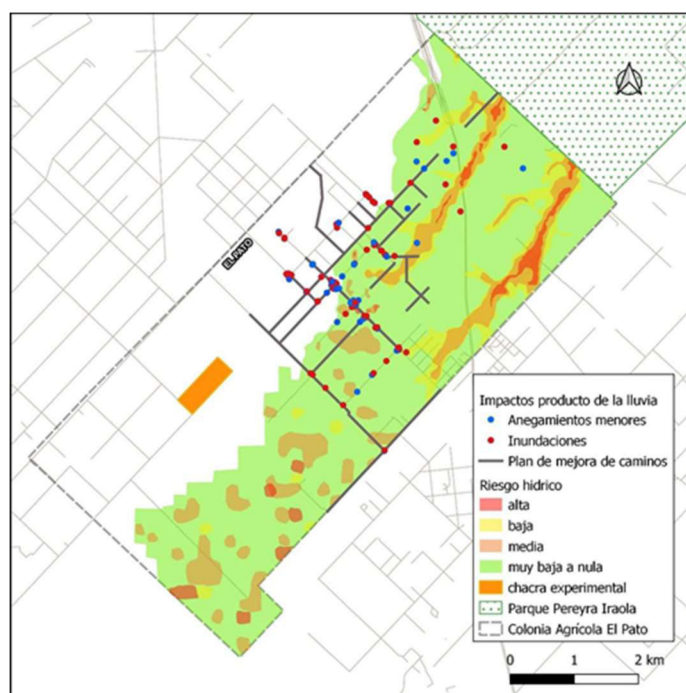 EL PATO
Impactos producto de la lluvia
Anegamientos menores
Inundaciones
Plan de mejora de caminos
Riesgo hídrico
alta
baja
media
muy baja a nula
chacra experimental
Parque Pereyra Iraola
Colonia Agrícola El Pato
0 1 2 km